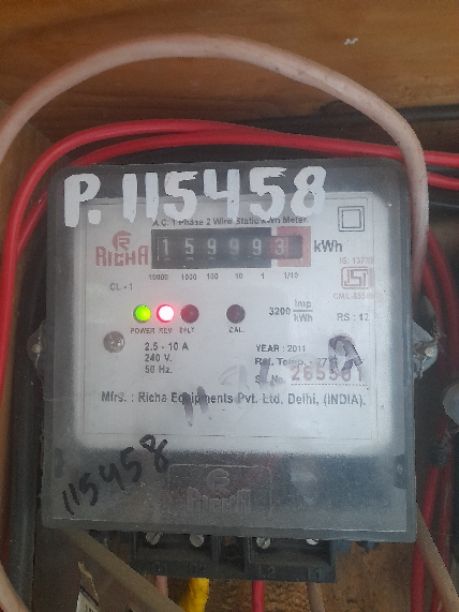 P. 115458
A.C. 1 Phase 2 Wire Static kWh Meter
R
RICHA
159993 kWh
10000 1000 100 10 1 1/10
CL - 1
3200 Imp/kWh
RS : 12
POWER REV CAL
2.5 - 10 A
240 V.
50 Hz.
YEAR : 2011
Ref. Temp.
Mfrs. : Richa Equipments Pvt. Ltd. Delhi, (INDIA).
115458
RICHA